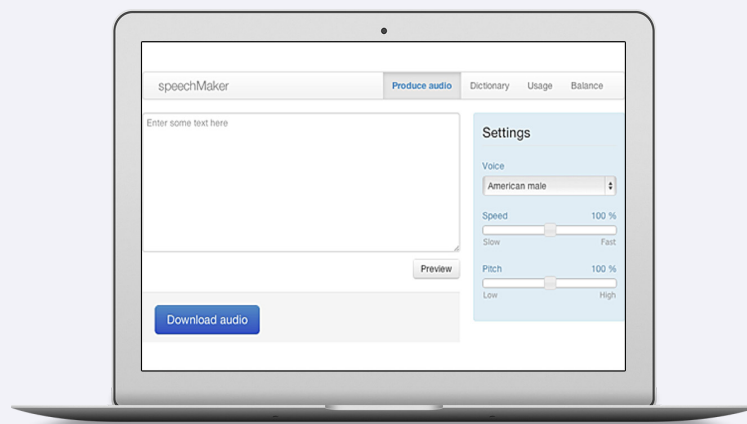 speechMaker
Produce audio
Dictionary
Usage
Balance
Enter some text here
Preview
Download audio
Settings
Voice
American male
Speed 100 %
Slow Fast
Pitch 100 %
Low High